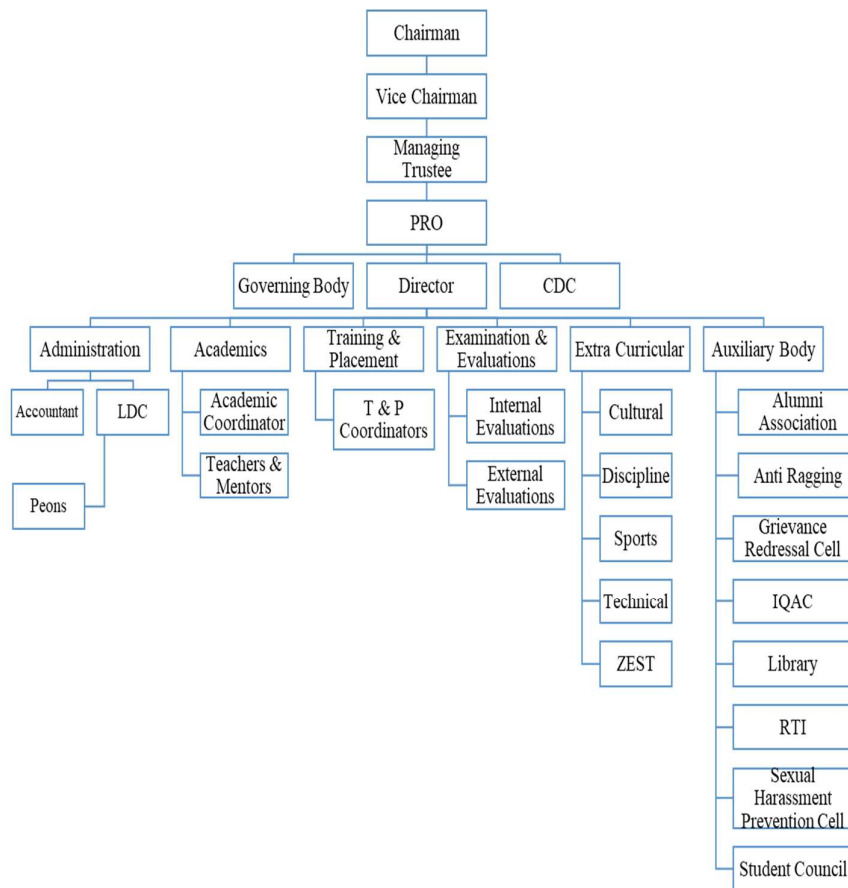 Chairman
Vice Chairman
Managing
Trustee
PRO
Governing Body
Director
CDC
Administration
Academics
Training &
Placement
Examination &
Evaluations
Extra Curricular
Auxiliary Body
Accountant
LDC
Peons
Academic
Coordinator
Teachers &
Mentors
T & P
Coordinators
Internal
Evaluations
External
Evaluations
Cultural
Discipline
Sports
Technical
ZEST
Alumni
Association
Anti Ragging
Grievance
Redressal Cell
IQAC
Library
RTI
Sexual
Harassment
Prevention Cell
Student Council